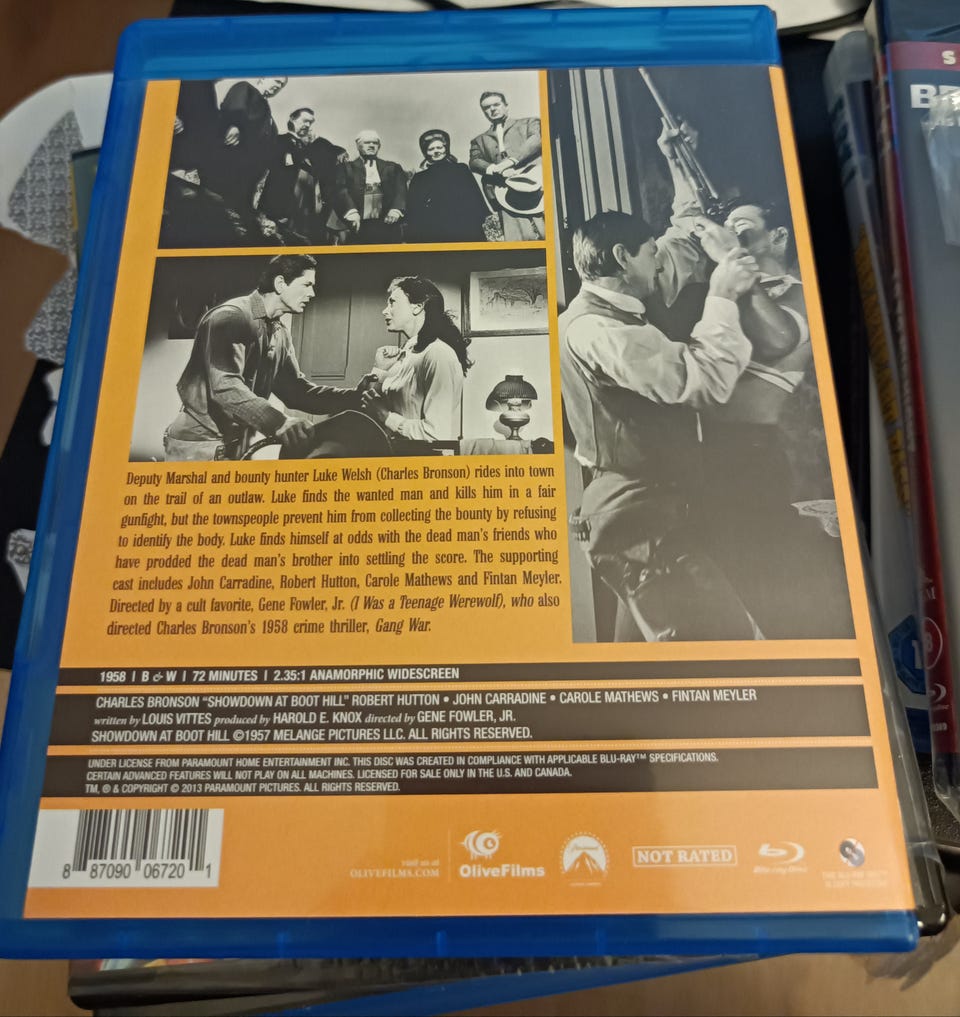 Deputy Marshal and bounty hunter Luke Welsh (Charles Bronson) rides into town
on the trail of an outlaw. Luke finds the wanted man and kills him in a fair
gunfight, but the townspeople prevent him from collecting the bounty by refusing
to identify the body. Luke finds himself at odds with the dead man's friends who
have prodded the dead man's brother into settling the score. The supporting
cast includes John Carradine, Robert Hutton, Carole Mathews and Fintan Meyler.
Directed by a cult favorite, Gene Fowler, Jr. (I Was a Teenage Werewolf), who also
directed Charles Bronson's 1958 crime thriller, Gang War.
1958 | B & W | 72 MINUTES | 2.35:1 ANAMORPHIC WIDESCREEN
CHARLES BRONSON "SHOWDOWN AT BOOT HILL" ROBERT HUTTON • JOHN CARRADINE • CAROLE MATHEWS • FINTAN MEYLER
written by LOUIS VITTES produced by HAROLD E. KNOX directed by GENE FOWLER, JR.
SHOWDOWN AT BOOT HILL ©1957 MELANGE PICTURES LLC. ALL RIGHTS RESERVED.
UNDER LICENSE FROM PARAMOUNT HOME ENTERTAINMENT INC. THIS DISC WAS CREATED IN COMPLIANCE WITH APPLICABLE BLU-RAY™ SPECIFICATIONS.
CERTAIN ADVANCED FEATURES WILL NOT PLAY ON ALL MACHINES. LICENSED FOR SALE ONLY IN THE U.S. AND CANADA.
TM, ® & COPYRIGHT © 2013 PARAMOUNT PICTURES. ALL RIGHTS RESERVED.
8 87090 06720 1
visit us at
OLIVEFILMS.COM
OliveFilms
Paramount
NOT RATED
Blu-ray Disc